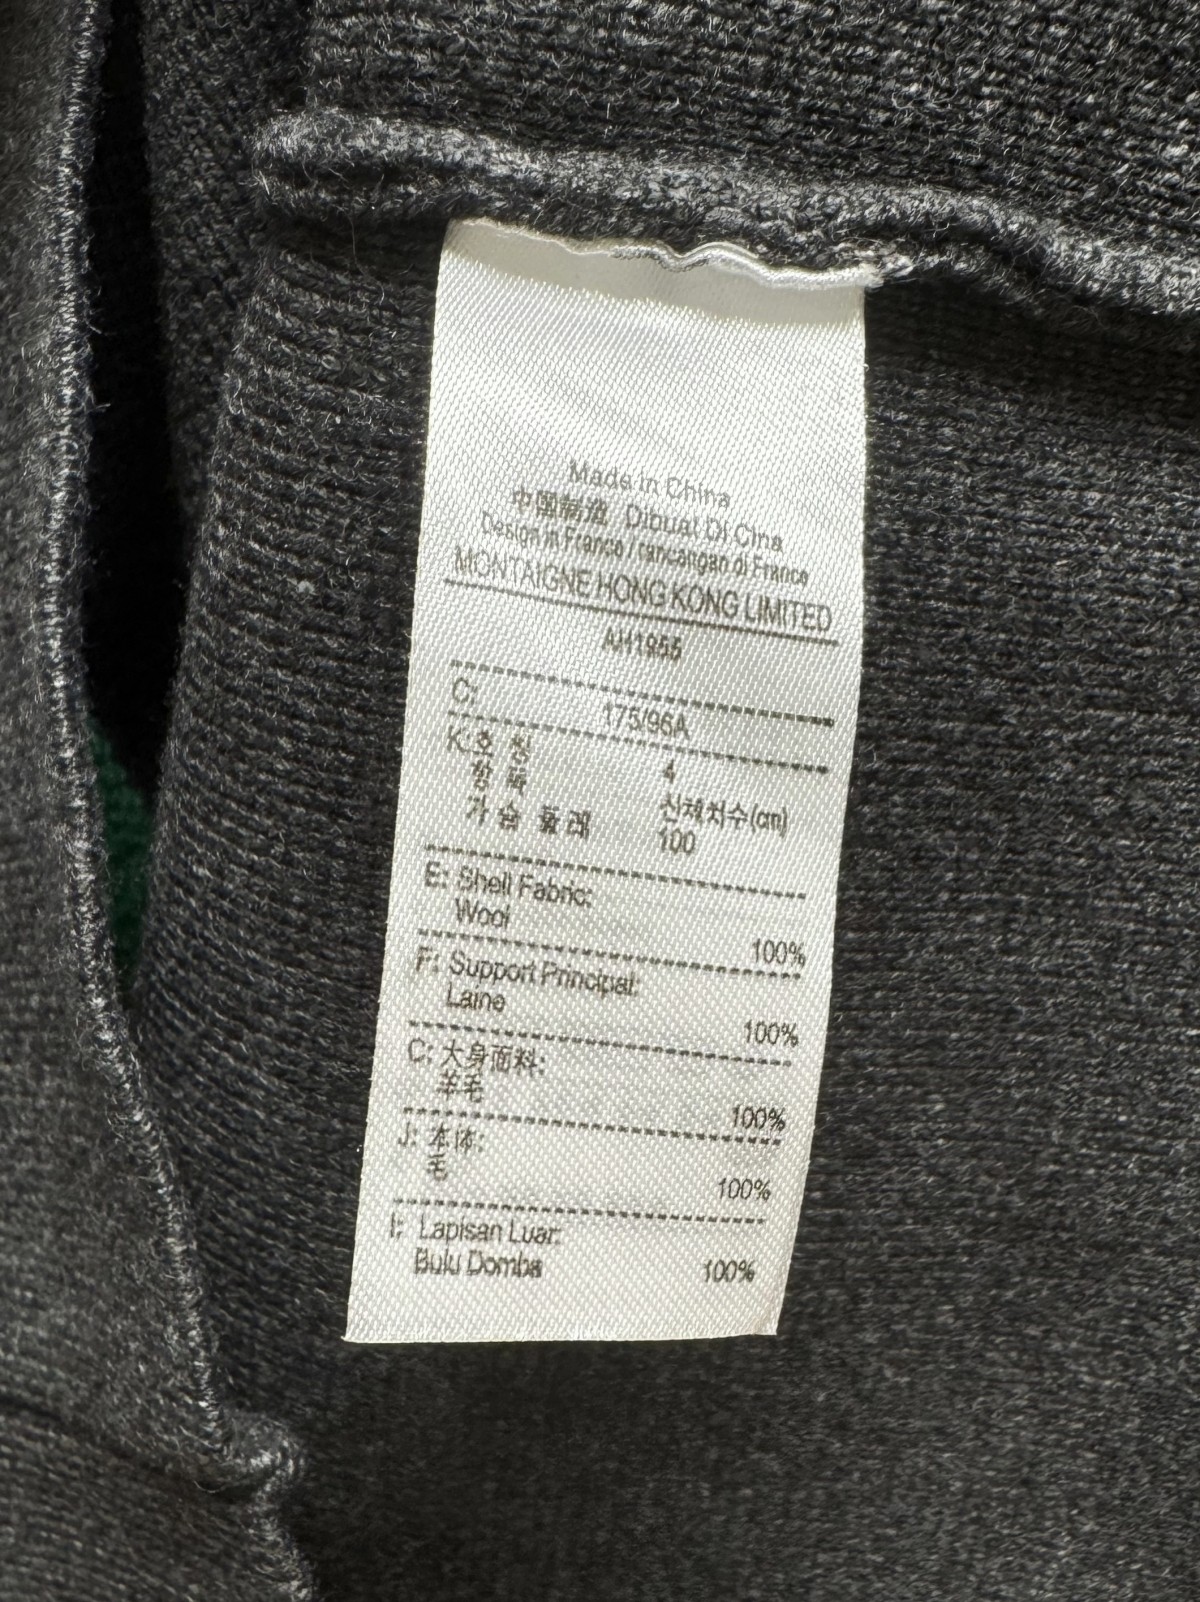 Made in China
中国制造 Dibuat Di Cina
Design in France / rancangan di France
MONTAIGNE HONG KONG LIMITED
AH1955
C: 175/96A
K: 호 칭 4
항 목 신체치수(cm)
가 슴 둘 레 100
E: Shell Fabric:
Wool 100%
F: Support Principal:
Laine 100%
C: 大身面料:
羊毛 100%
J: 本体:
毛 100%
I: Lapisan Luar:
Bulu Domba 100%